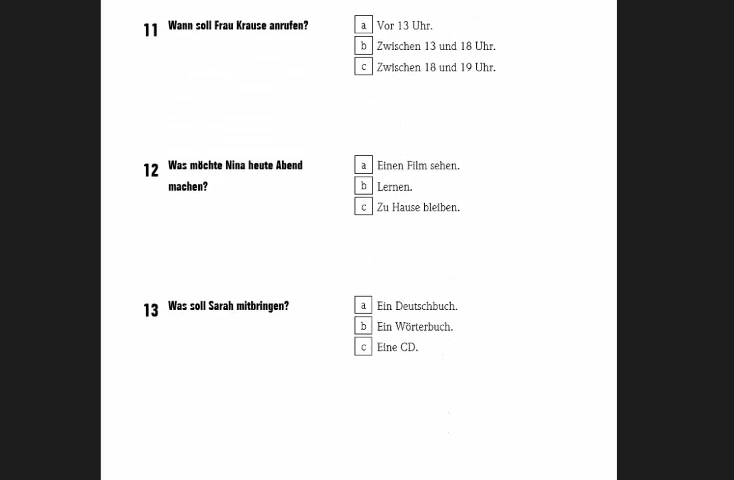 11 Wann soll Frau Krause anrufen?
a Vor 13 Uhr.
b Zwischen 13 und 18 Uhr.
c Zwischen 18 und 19 Uhr.
12 Was möchte Nina heute Abend
machen?
a Einen Film sehen.
b Lernen.
c Zu Hause bleiben.
13 Was soll Sarah mitbringen?
a Ein Deutschbuch.
b Ein Wörterbuch.
c Eine CD.